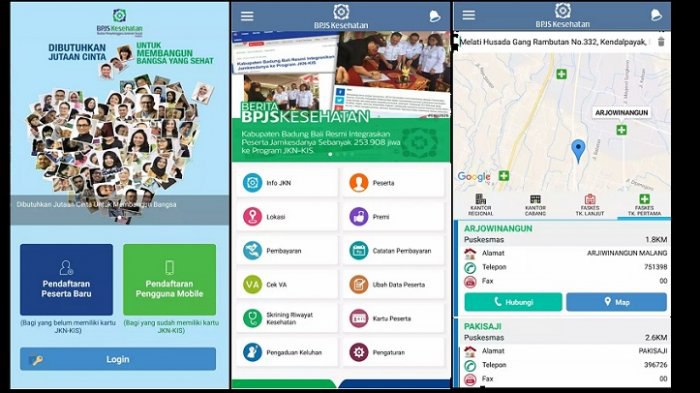 BPJS Kesehatan
Badan Penyelenggara Jaminan Sosial
DIBUTUHKAN
JUTAAN CINTA
UNTUK
MEMBANGUN
BANGSA YANG SEHAT
Dibutuhkan Jutaan Cinta Untuk Membangun Bangsa
Pendaftaran
Peserta Baru
(Bagi yang belum memiliki kartu
JKN-KIS)
Pendaftaran
Pengguna Mobile
(Bagi yang sudah memiliki kartu
JKN-KIS)
Login
BPJS Kesehatan
Kabupaten Badung Bali Resmi Integrasikan
Jamkesdanya ke Program JKN-KIS
BERITA
BPJSKESEHATAN
Kabupaten Badung Bali Resmi Integrasikan
Peserta Jamkesdanya Sebanyak 253.908 jiwa
ke Program JKN-KIS.
Info JKN
Peserta
Lokasi
Premi
Pembayaran
Catatan Pembayaran
VA
Cek VA
Ubah Data Peserta
Skrining Riwayat
Kesehatan
Kartu Peserta
Pengaduan Keluhan
Pengaturan
BPJS Kesehatan
Melati Husada Gang Rambutan No.332, Kendalpayak,
ARJOWINANGUN
Google
KANTOR
REGIONAL
KANTOR
CABANG
FASKES
TK. LANJUT
FASKES
TK. PERTAMA
ARJOWINANGUN
Puskesmas
1.8KM
Alamat
ARJIWINANGUN MALANG
Telepon
751398
Fax
00
Hubungi
Map
PAKISAJI
Puskesmas
2.6KM
Alamat
PAKISAJI
Telepon
396726
Fax
00